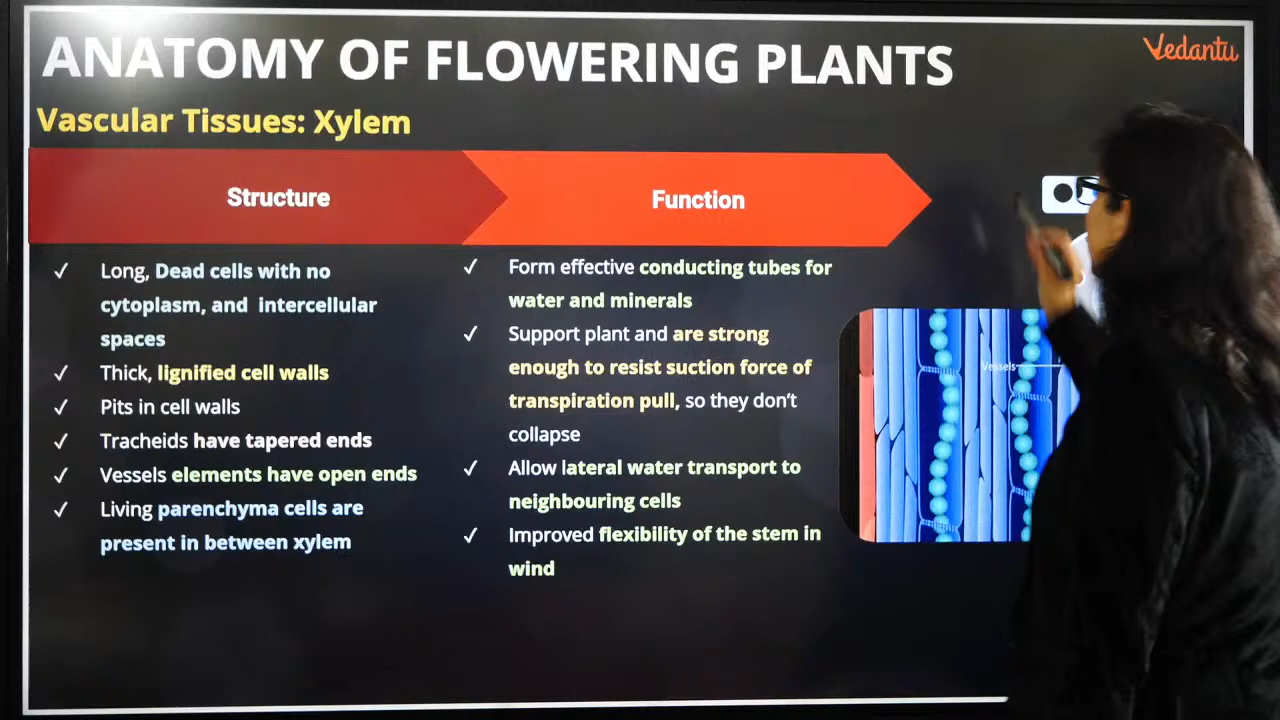 ANATOMY OF FLOWERING PLANTS
Vedantu
Vascular Tissues: Xylem
Structure
Function
✓ Long, Dead cells with no
cytoplasm, and intercellular
spaces
✓ Thick, lignified cell walls
✓ Pits in cell walls
✓ Tracheids have tapered ends
✓ Vessels elements have open ends
✓ Living parenchyma cells are
present in between xylem
✓ Form effective conducting tubes for
water and minerals
✓ Support plant and are strong
enough to resist suction force of
transpiration pull, so they don’t
collapse
✓ Allow lateral water transport to
neighbouring cells
✓ Improved flexibility of the stem in
wind
Vessels